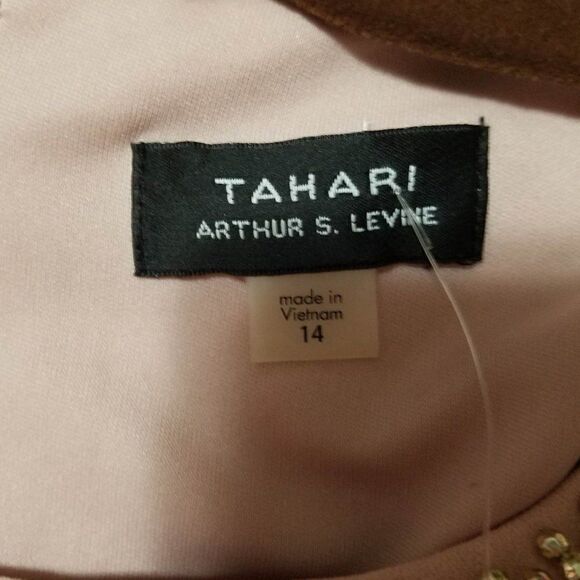 TAHARI
ARTHUR S. LEVINE
made in
Vietnam
14